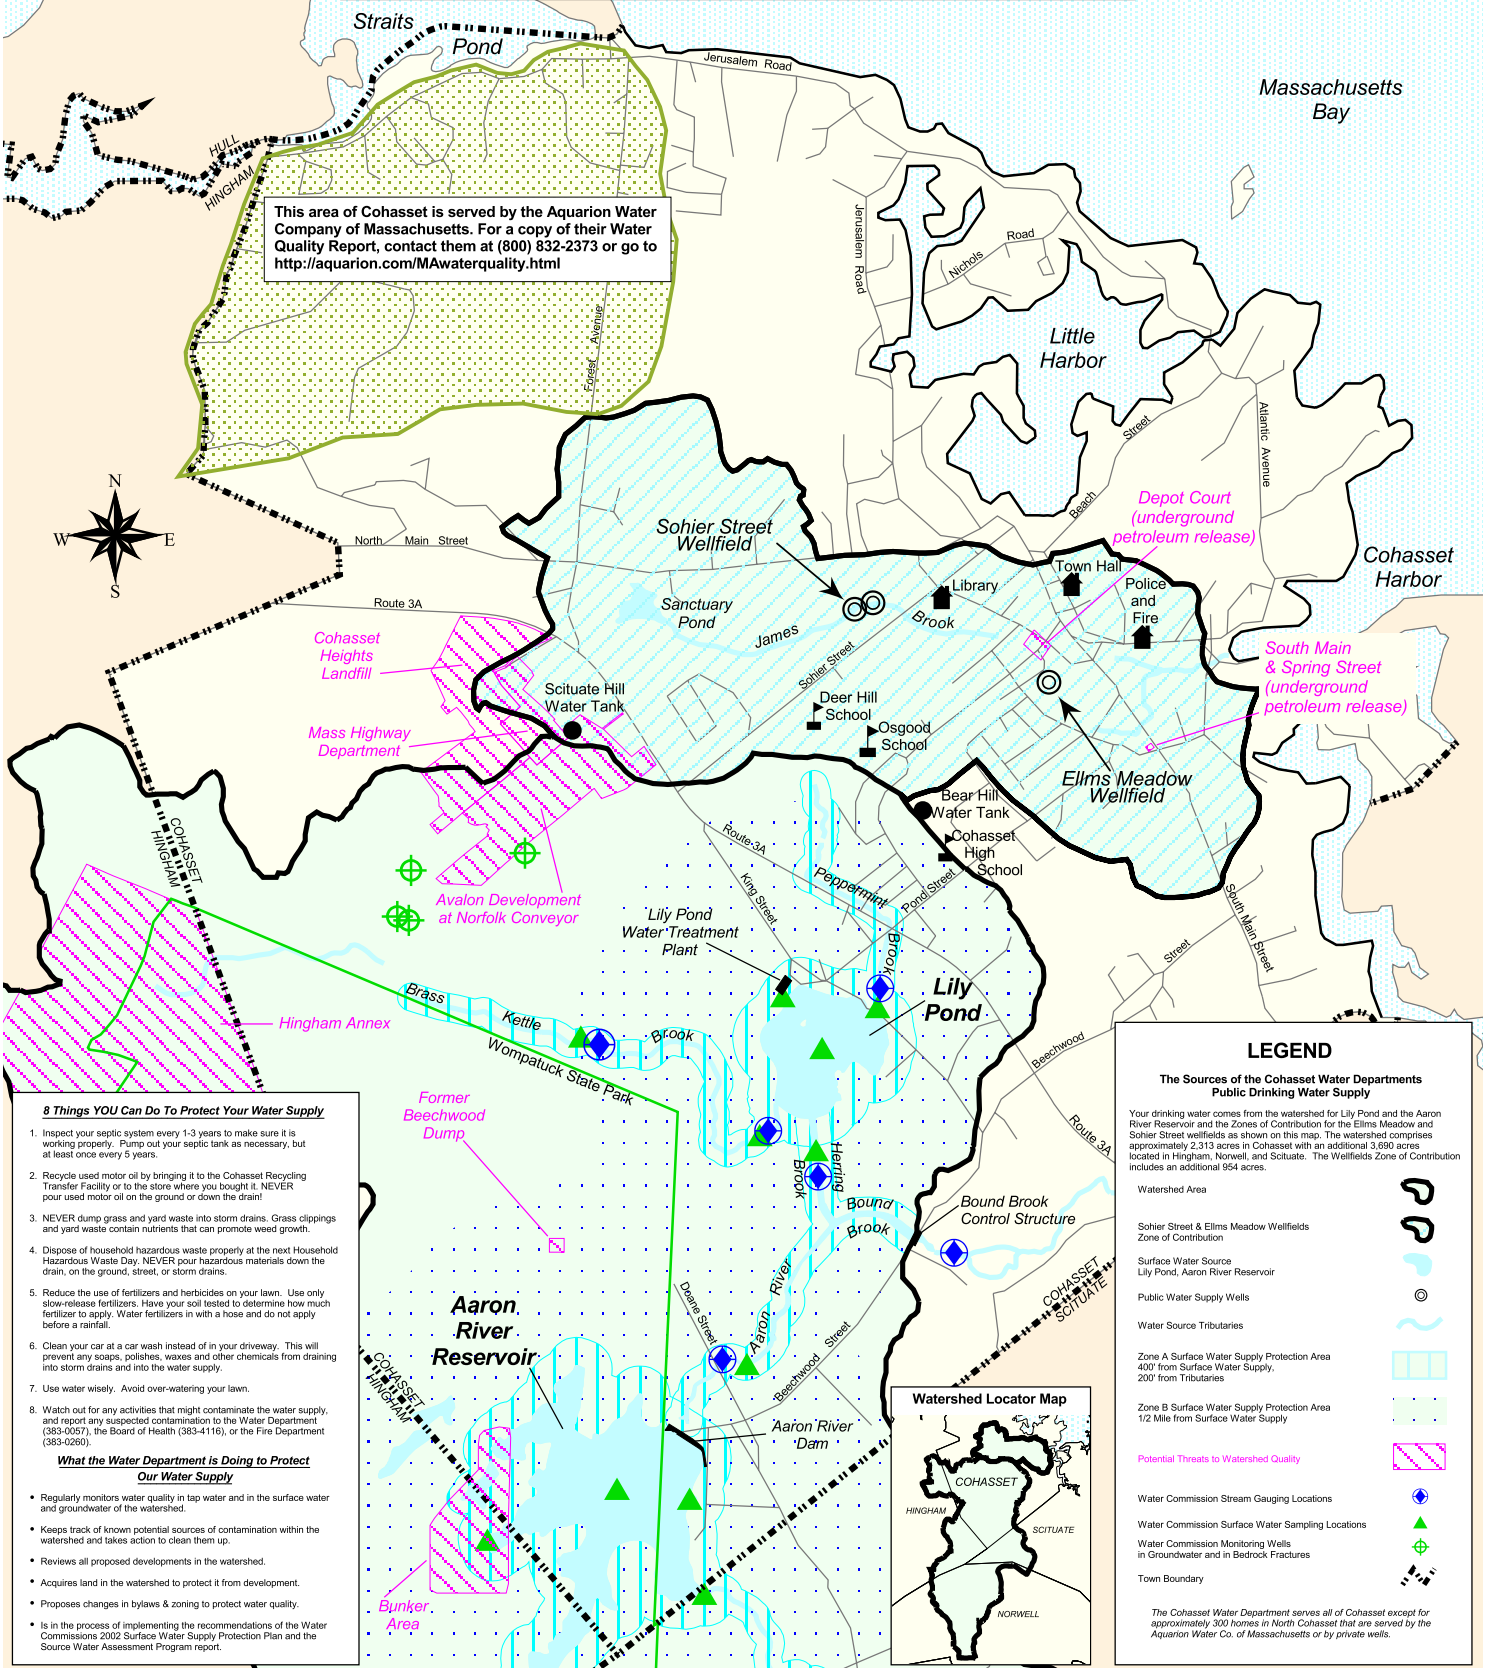 Straits
Pond
Jerusalem Road
Massachusetts
Bay
HULL
HINGHAM
This area of Cohasset is served by the Aquarion Water
Company of Massachusetts. For a copy of their Water
Quality Report, contact them at (800) 832-2373 or go to
http://aquarion.com/MAwaterquality.html
Jerusalem Road
Nichols Road
Little
Harbor
Forest Avenue
Beach Street
Atlantic Avenue
N
W E
S
North Main Street
Route 3A
Sohier Street
Wellfield
Depot Court
(underground
petroleum release)
Cohasset
Harbor
Sanctuary
Pond
James Brook
Library
Town Hall
Police
and
Fire
Sohier Street
Cohasset
Heights
Landfill
South Main
& Spring Street
(underground
petroleum release)
Scituate Hill
Water Tank
Mass Highway
Department
Deer Hill
School
Osgood
School
Ellms Meadow
Wellfield
Bear Hill
Water Tank
Cohasset
High
School
COHASSET
HINGHAM
Route 3A
King Street
Peppermint Brook
Pond Street
South Main Street
Avalon Development
at Norfolk Conveyor
Lily Pond
Water Treatment
Plant
Street
Beechwood
Lily
Pond
Brass Kettle Brook
Hingham Annex
Wompatuck State Park
Former
Beechwood
Dump
Route 3A
Herring
Brook
Bound
Brook
Bound Brook
Control Structure
COHASSET
SCITUATE
Aaron River
Doane Street
Beechwood Street
Aaron
River
Reservoir
COHASSET
HINGHAM
Aaron River
Dam
Bunker
Area
8 Things YOU Can Do To Protect Your Water Supply
1. Inspect your septic system every 1-3 years to make sure it is
working properly. Pump out your septic tank as necessary, but
at least once every 5 years.
2. Recycle used motor oil by bringing it to the Cohasset Recycling
Transfer Facility or to the store where you bought it. NEVER
pour used motor oil on the ground or down the drain!
3. NEVER dump grass and yard waste into storm drains. Grass clippings
and yard waste contain nutrients that can promote weed growth.
4. Dispose of household hazardous waste properly at the next Household
Hazardous Waste Day. NEVER pour hazardous materials down the
drain, on the ground, street, or storm drains.
5. Reduce the use of fertilizers and herbicides on your lawn. Use only
slow-release fertilizers. Have your soil tested to determine how much
fertilizer to apply. Water fertilizers in with a hose and do not apply
before a rainfall.
6. Clean your car at a car wash instead of in your driveway. This will
prevent any soaps, polishes, waxes and other chemicals from draining
into storm drains and into the water supply.
7. Use water wisely. Avoid over-watering your lawn.
8. Watch out for any activities that might contaminate the water supply,
and report any suspected contamination to the Water Department
(383-0057), the Board of Health (383-4116), or the Fire Department
(383-0260).
What the Water Department is Doing to Protect
Our Water Supply
• Regularly monitors water quality in tap water and in the surface water
and groundwater of the watershed.
• Keeps track of known potential sources of contamination within the
watershed and takes action to clean them up.
• Reviews all proposed developments in the watershed.
• Acquires land in the watershed to protect it from development.
• Proposes changes in bylaws & zoning to protect water quality.
• Is in the process of implementing the recommendations of the Water
Commissions 2002 Surface Water Supply Protection Plan and the
Source Water Assessment Program report.
Watershed Locator Map
COHASSET
HINGHAM
SCITUATE
NORWELL
LEGEND
The Sources of the Cohasset Water Departments
Public Drinking Water Supply
Your drinking water comes from the watershed for Lily Pond and the Aaron
River Reservoir and the Zones of Contribution for the Ellms Meadow and
Sohier Street wellfields as shown on this map. The watershed comprises
approximately 2,313 acres in Cohasset with an additional 3,690 acres
located in Hingham, Norwell, and Scituate. The Wellfields Zone of Contribution
includes an additional 954 acres.
Watershed Area
Sohier Street & Ellms Meadow Wellfields
Zone of Contribution
Surface Water Source
Lily Pond, Aaron River Reservoir
Public Water Supply Wells
Water Source Tributaries
Zone A Surface Water Supply Protection Area
400' from Surface Water Supply,
200' from Tributaries
Zone B Surface Water Supply Protection Area
1/2 Mile from Surface Water Supply
Potential Threats to Watershed Quality
Water Commission Stream Gauging Locations
Water Commission Surface Water Sampling Locations
Water Commission Monitoring Wells
in Groundwater and in Bedrock Fractures
Town Boundary
The Cohasset Water Department serves all of Cohasset except for
approximately 300 homes in North Cohasset that are served by the
Aquarion Water Co. of Massachusetts or by private wells.